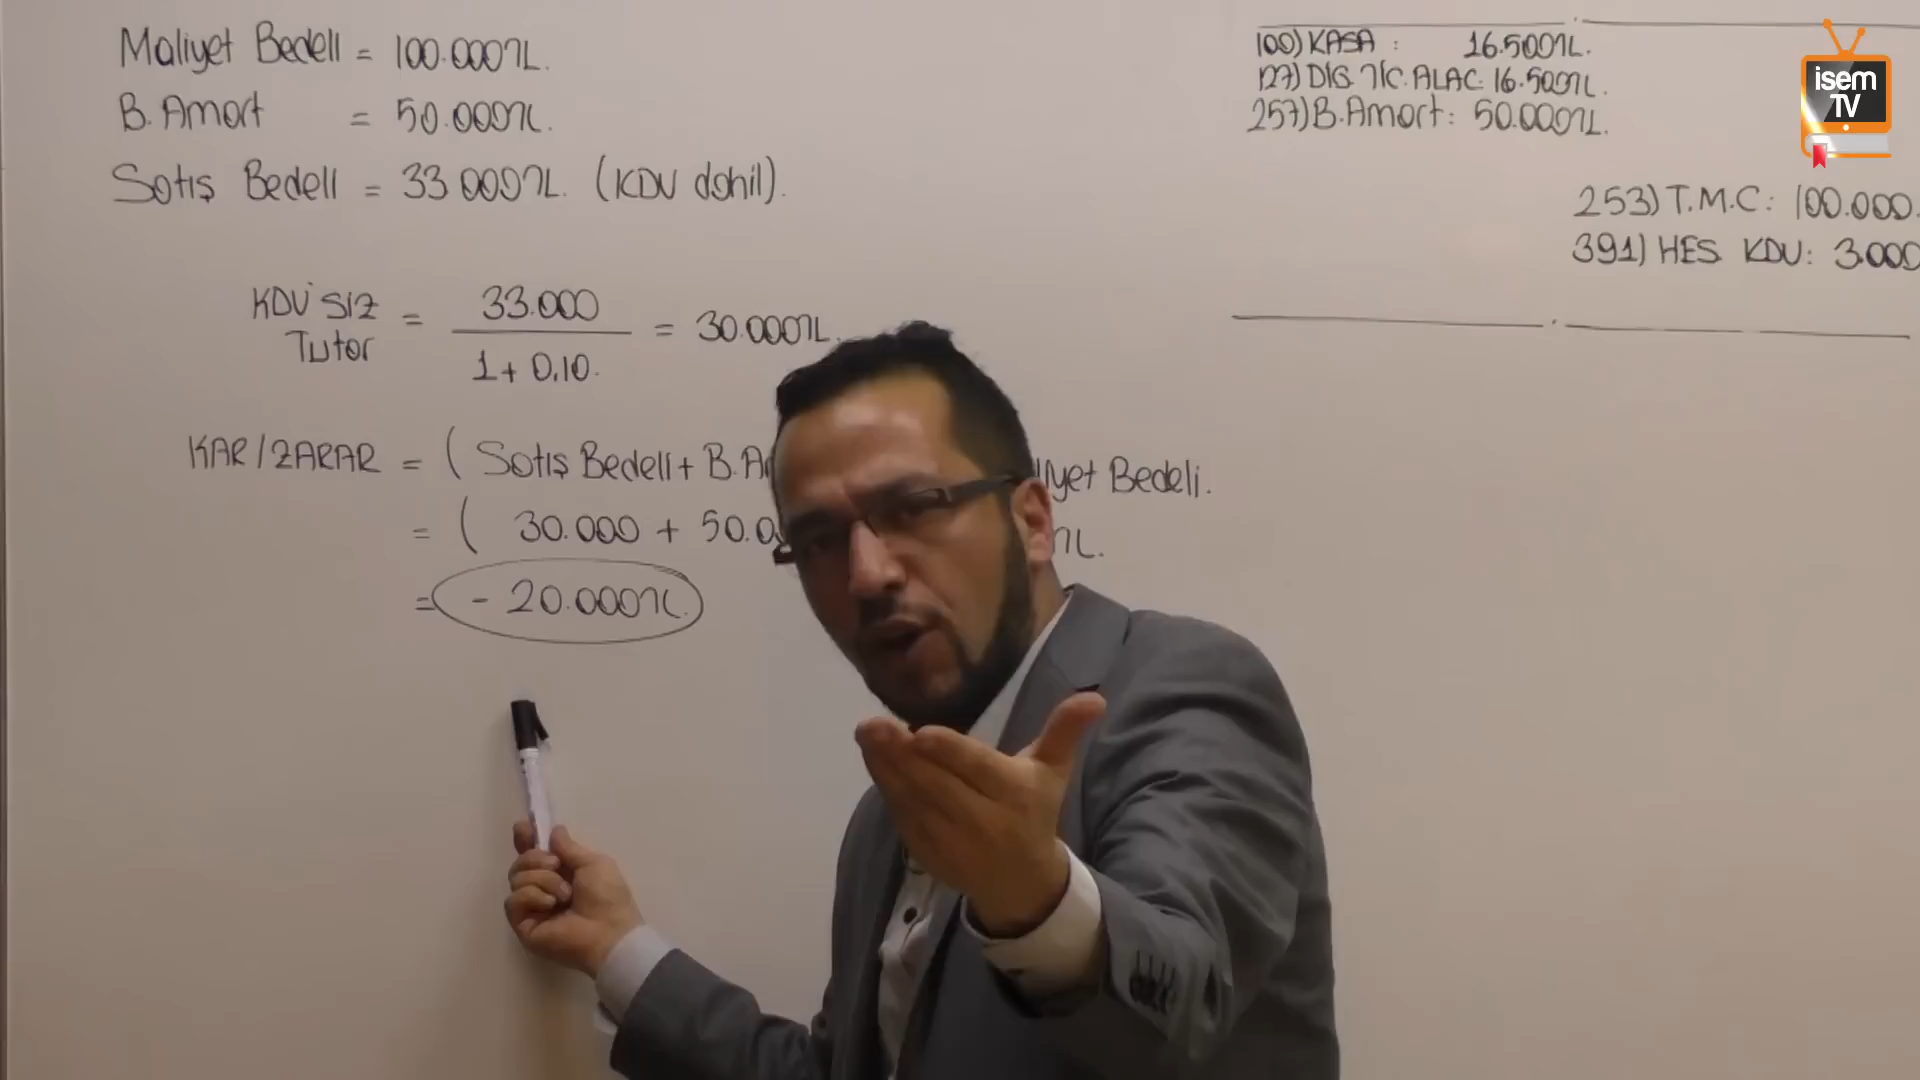 Maliyet Bedeli = 100.000TL.
B. Amort = 50.000TL.
Satış Bedeli = 33 000TL. (KDV dahil).
KDV'SIZ
Tutar
= 33.000
1 + 0,10.
= 30.000TL.
KAR/ZARAR = ( Satış Bedeli + B.A
lyet Bedeli.
= ( 30.000 + 50.0
TL.
= - 20.000TL.
100) KASA : 16.500TL.
127) DİĞ. TİC. ALAC: 16.500TL.
257) B.Amort: 50.000TL.
253) T.M.C: 100.000.
391) HES KDV: 3.000
isem
TV